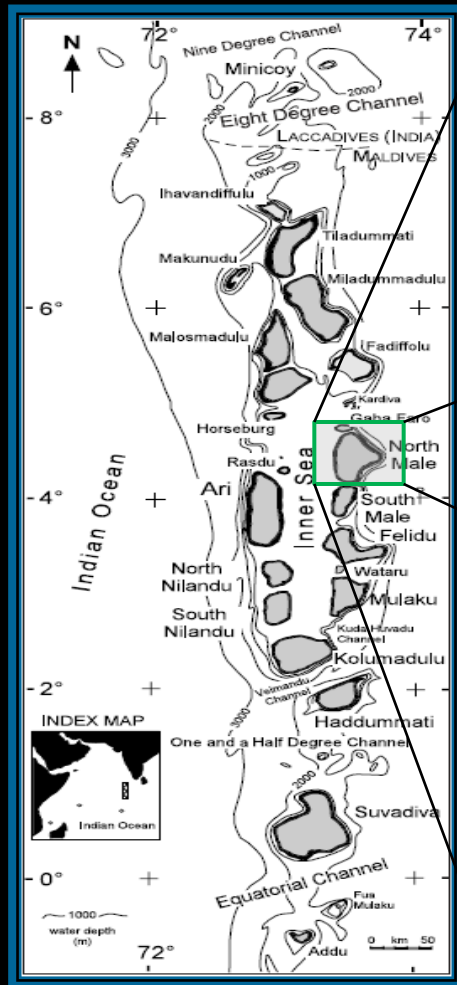 72° 74°
N
Nine Degree Channel
Minicoy
2000
3000
2000
8°
Eight Degree Channel
LACCADIVES (INDIA)
MALDIVES
1000
Ihavandiffulu
Tiladummati
Makunudu
Miladummadulu
6°
Malosmadulu
Fadiffolu
Kardiva
Gaha Faro
Horseburg
North
Male
Rasdu
Ari
4°
Inner Sea
South
Male
Indian Ocean
Felidu
North
Nilandu
Wataru
Mulaku
South
Nilandu
Kuda Huvadu
Channel
Kolumadulu
Veimandu
Channel
2°
3000
Haddummati
INDEX MAP
One and a Half Degree Channel
2000
Indian Ocean
Suvadiva
0°
Equatorial Channel
Fua
Mulaku
1000
water depth
(m)
Addu
0 km 50
72° 74°